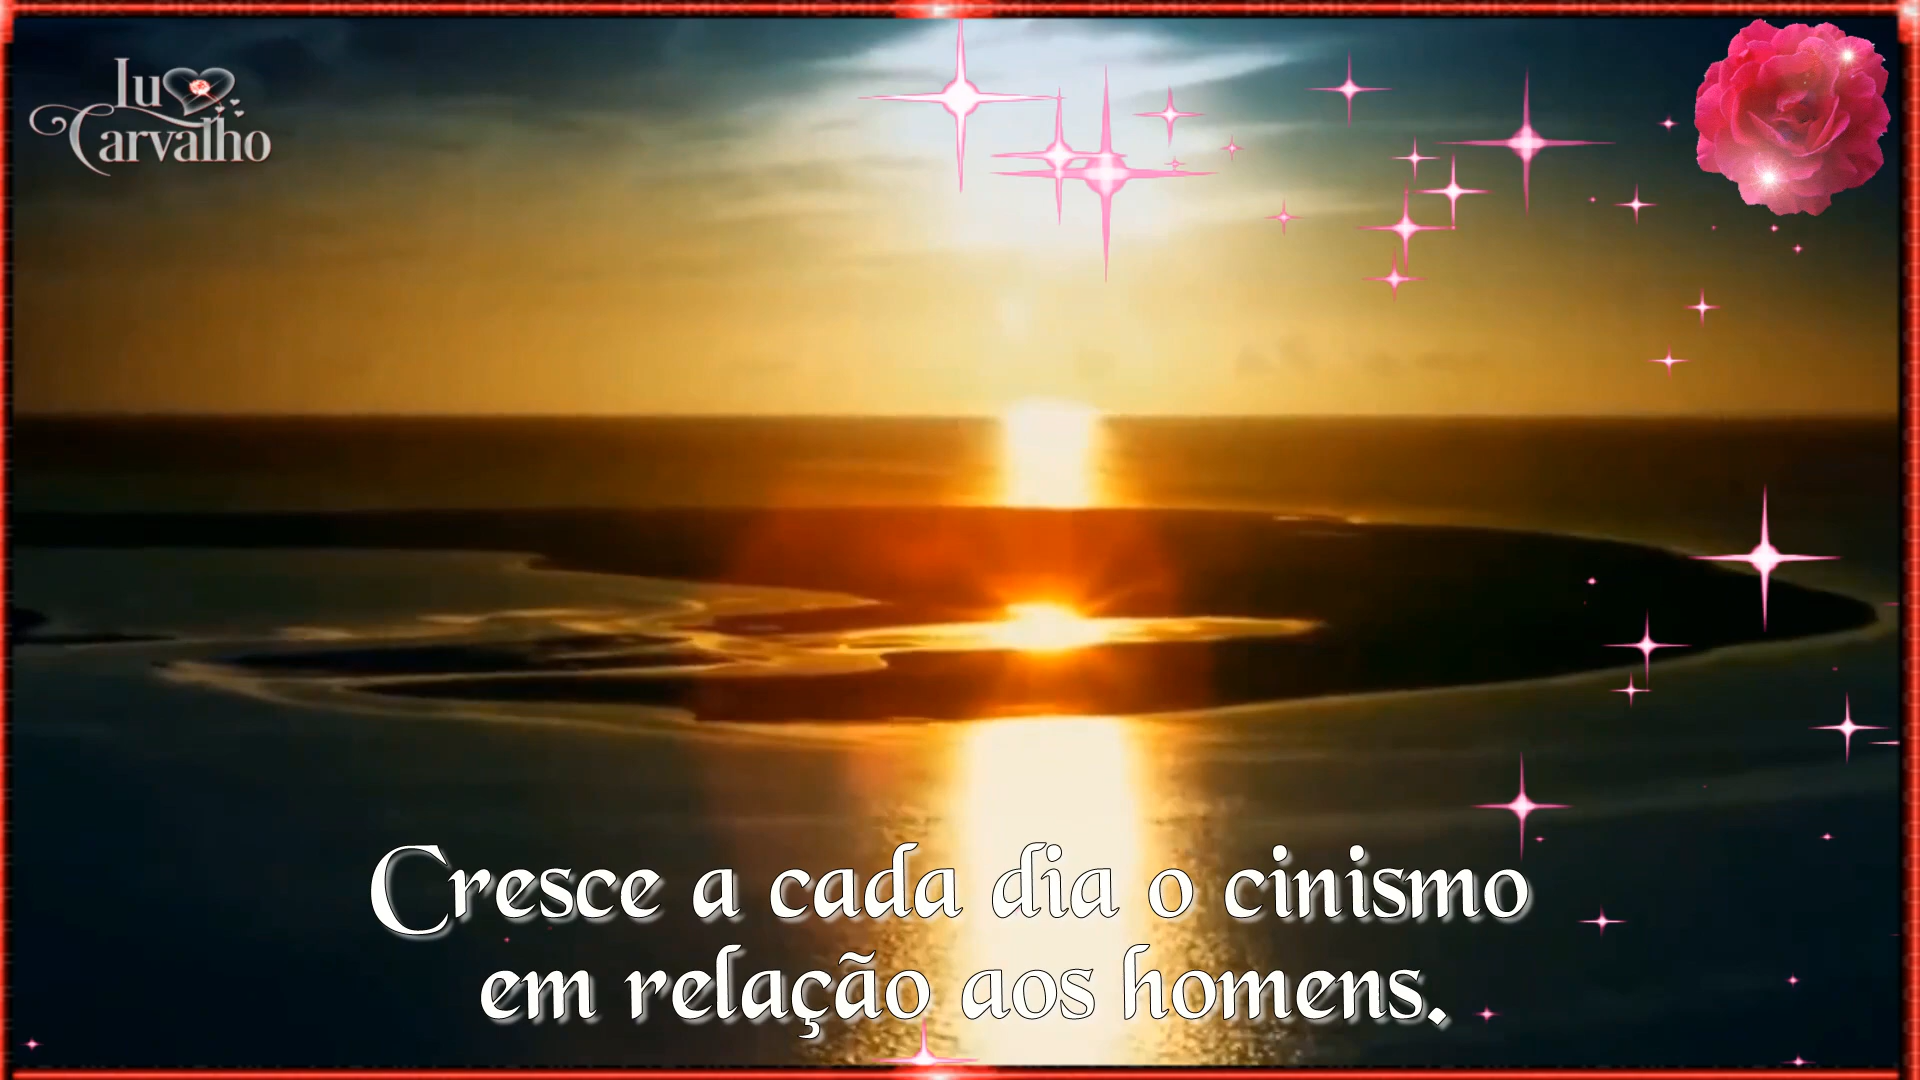 Lu
Carvalho
Cresce a cada dia o cinismo
em relação aos homens.